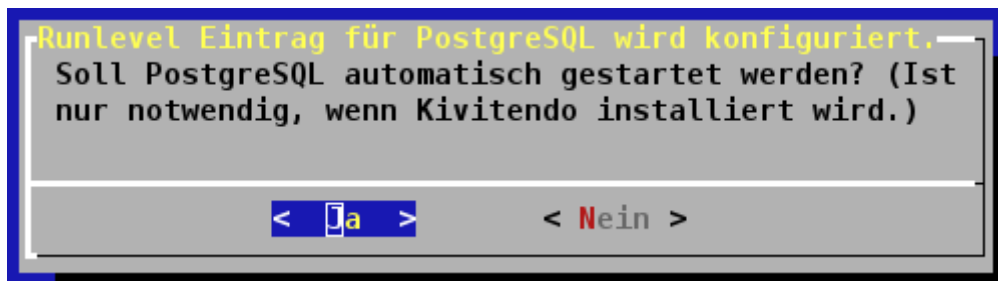 Runlevel Eintrag für PostgreSQL wird konfiguriert.
Soll PostgreSQL automatisch gestartet werden? (Ist
nur notwendig, wenn Kivitendo installiert wird.)
< Ja > < Nein >